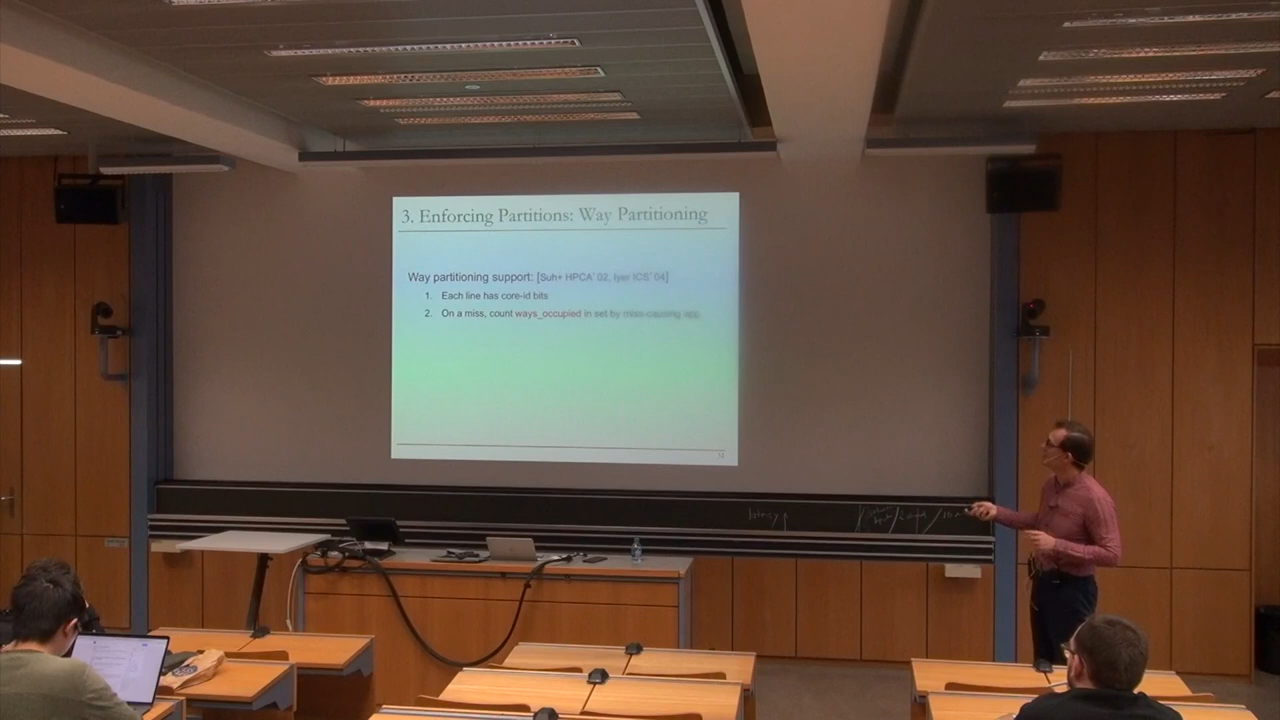 3. Enforcing Partitions: Way Partitioning
Way partitioning support: [Suh+ HPCA' 02, Iyer ICS' 04]
1. Each line has core-id bits
2. On a miss, count ways_occupied in set by miss-causing app